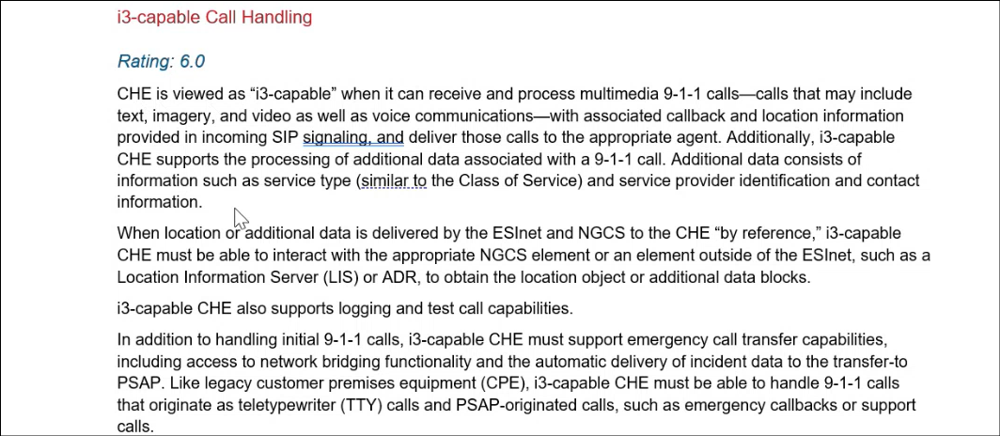 i3-capable Call Handling
Rating: 6.0
CHE is viewed as “i3-capable” when it can receive and process multimedia 9-1-1 calls—calls that may include
text, imagery, and video as well as voice communications—with associated callback and location information
provided in incoming SIP signaling, and deliver those calls to the appropriate agent. Additionally, i3-capable
CHE supports the processing of additional data associated with a 9-1-1 call. Additional data consists of
information such as service type (similar to the Class of Service) and service provider identification and contact
information.
When location or additional data is delivered by the ESInet and NGCS to the CHE “by reference,” i3-capable
CHE must be able to interact with the appropriate NGCS element or an element outside of the ESInet, such as a
Location Information Server (LIS) or ADR, to obtain the location object or additional data blocks.
i3-capable CHE also supports logging and test call capabilities.
In addition to handling initial 9-1-1 calls, i3-capable CHE must support emergency call transfer capabilities,
including access to network bridging functionality and the automatic delivery of incident data to the transfer-to
PSAP. Like legacy customer premises equipment (CPE), i3-capable CHE must be able to handle 9-1-1 calls
that originate as teletypewriter (TTY) calls and PSAP-originated calls, such as emergency callbacks or support
calls.